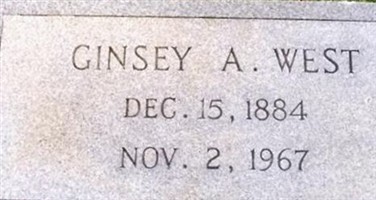 GINSEY A. WEST
DEC. 15, 1884
NOV. 2, 1967